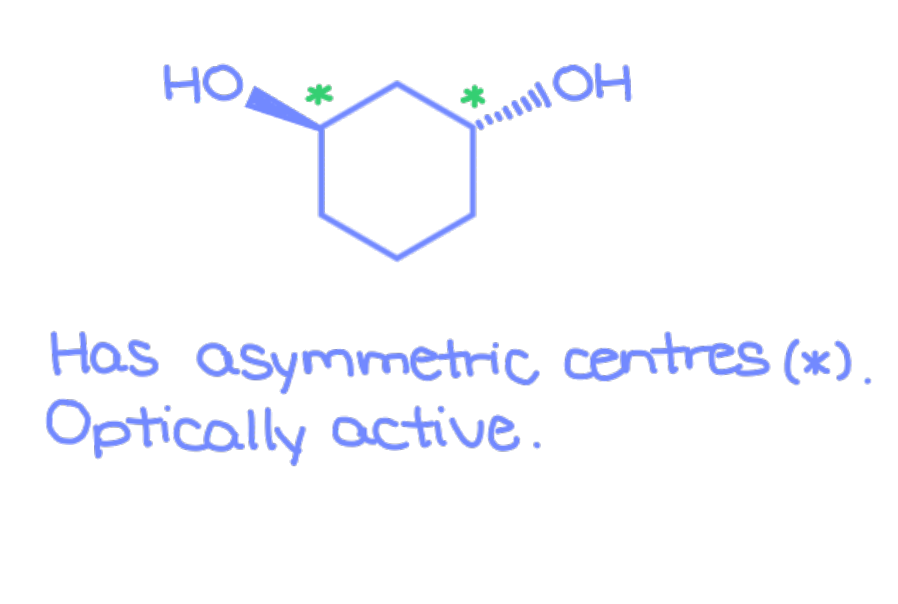 HO * * OH
Has asymmetric centres (*).
Optically active.